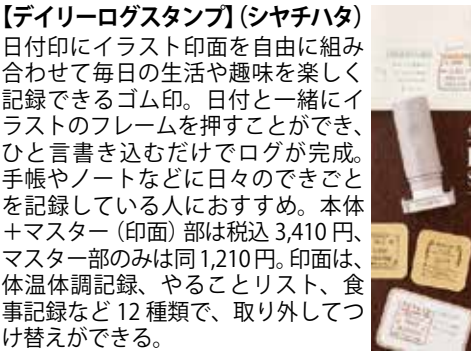 【デイリーログスタンプ】（シヤチハタ）
日付印にイラスト印面を自由に組み
合わせて毎日の生活や趣味を楽しく
記録できるゴム印。日付と一緒にイ
ラストのフレームを押すことができ、
ひと言書き込むだけでログが完成。
手帳やノートなどに日々のできごと
を記録している人におすすめ。本体
＋マスター（印面）部は税込 3,410 円、
マスター部のみは同 1,210 円。印面は、
体温体調記録、やることリスト、食
事記録など 12 種類で、取り外してつ
け替えができる。